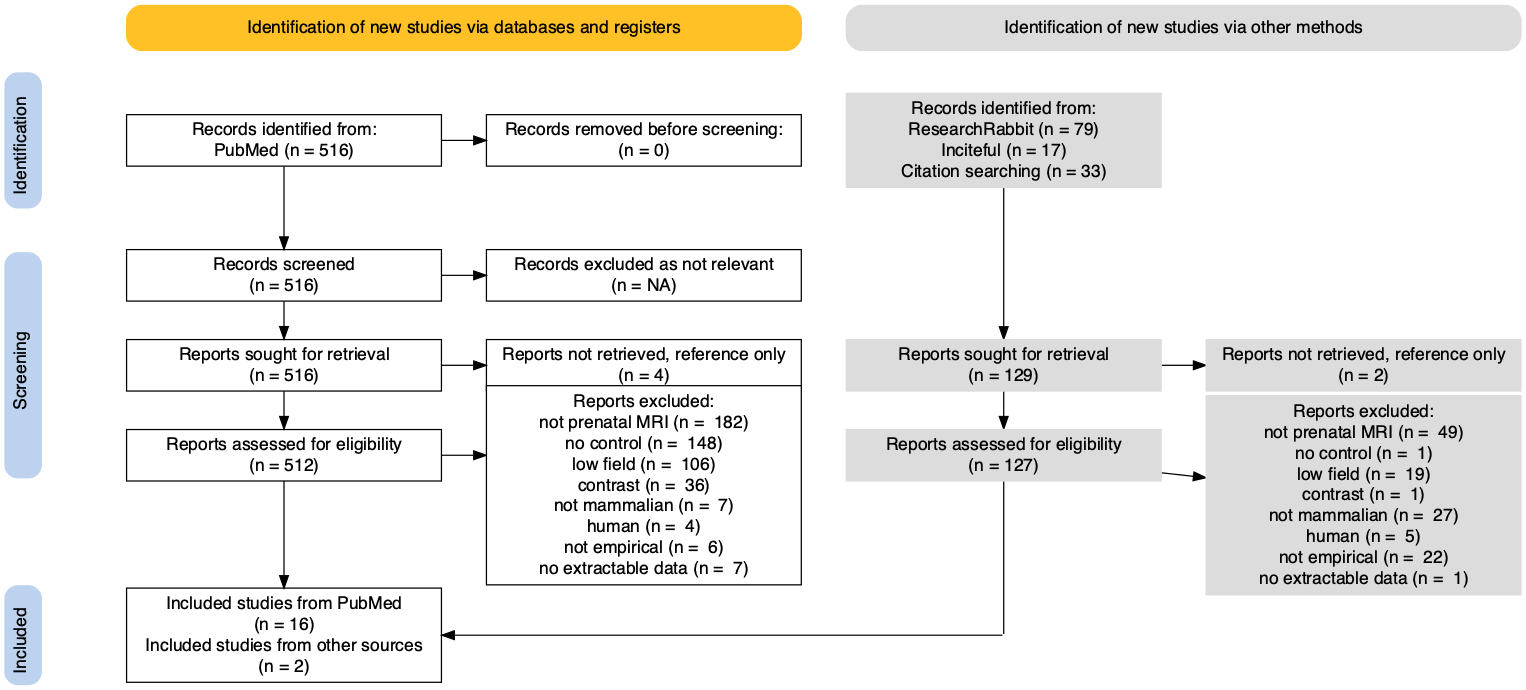 Identification of new studies via databases and registers
Identification of new studies via other methods
Identification
Records identified from:
PubMed (n = 516)
Records removed before screening:
(n = 0)
Records identified from:
ResearchRabbit (n = 79)
Inciteful (n = 17)
Citation searching (n = 33)
Screening
Records screened
(n = 516)
Records excluded as not relevant
(n = NA)
Reports sought for retrieval
(n = 516)
Reports not retrieved, reference only
(n = 4)
Reports sought for retrieval
(n = 129)
Reports not retrieved, reference only
(n = 2)
Reports assessed for eligibility
(n = 512)
Reports excluded:
not prenatal MRI (n = 182)
no control (n = 148)
low field (n = 106)
contrast (n = 36)
not mammalian (n = 7)
human (n = 4)
not empirical (n = 6)
no extractable data (n = 7)
Reports assessed for eligibility
(n = 127)
Reports excluded:
not prenatal MRI (n = 49)
no control (n = 1)
low field (n = 19)
contrast (n = 1)
not mammalian (n = 27)
human (n = 5)
not empirical (n = 22)
no extractable data (n = 1)
Included
Included studies from PubMed
(n = 16)
Included studies from other sources
(n = 2)